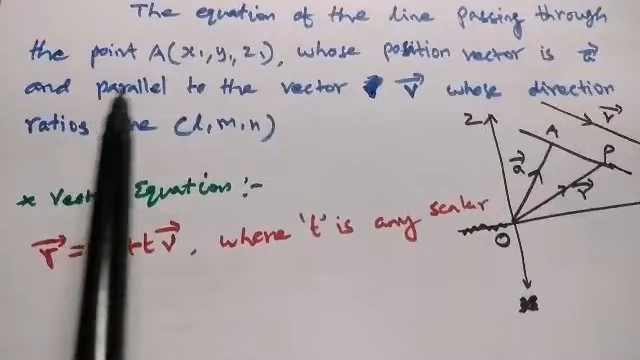 The equation of the line passing through
the point A(x₁, y₁, z₁), whose position vector is a⃗
and parallel to the vector v⃗ whose direction
ratios (l, m, n)
* Equation :-
r⃗ = + t v⃗, where 't' is any scalar
Z
A
v⃗
a⃗
P
r⃗
O